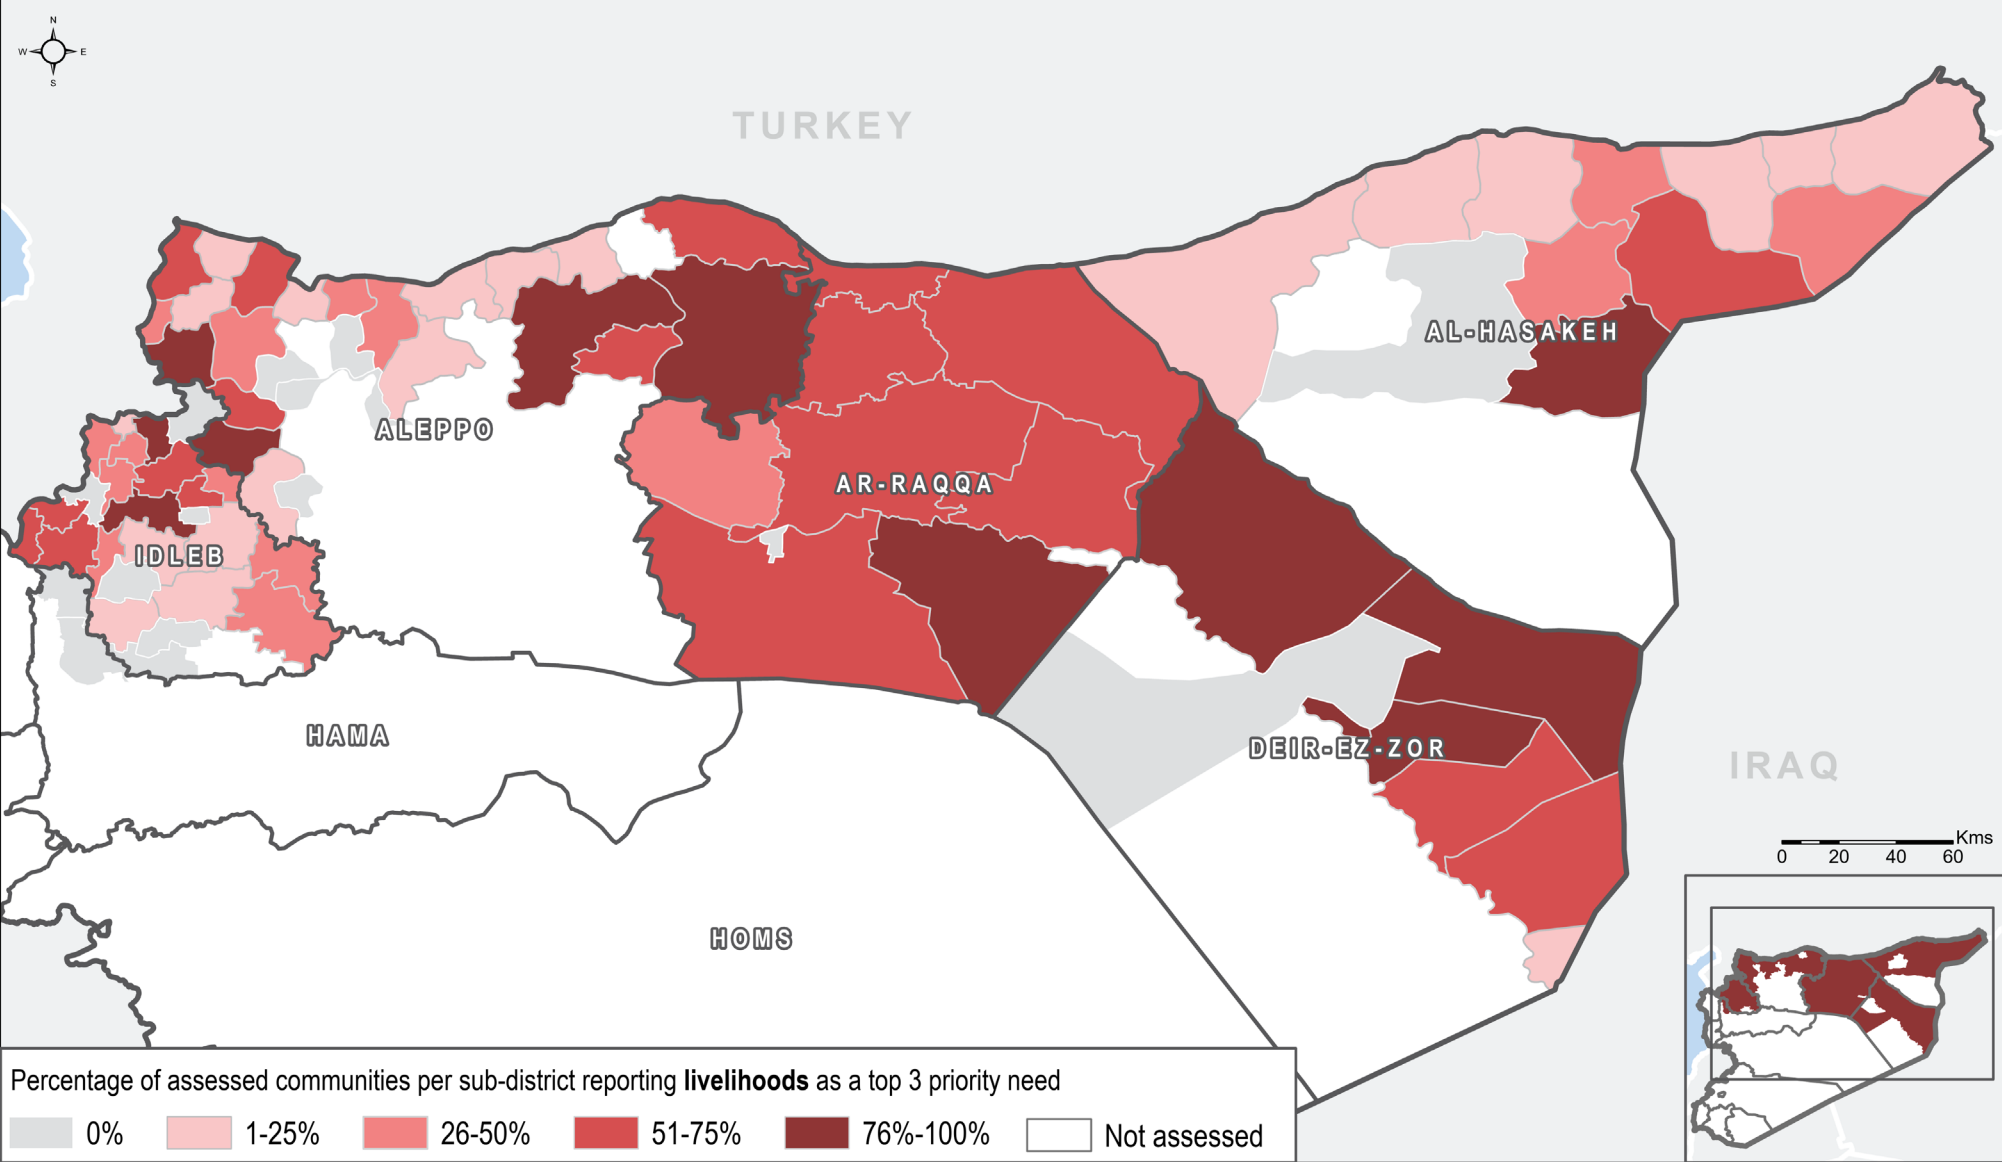 N
W E
S
TURKEY
AL-HASAKEH
ALEPPO
AR-RAQQA
IDLEB
HAMA
DEIR-EZ-ZOR
IRAQ
Kms
0 20 40 60
HOMS
Percentage of assessed communities per sub-district reporting livelihoods as a top 3 priority need
0% 1-25% 26-50% 51-75% 76%-100% Not assessed